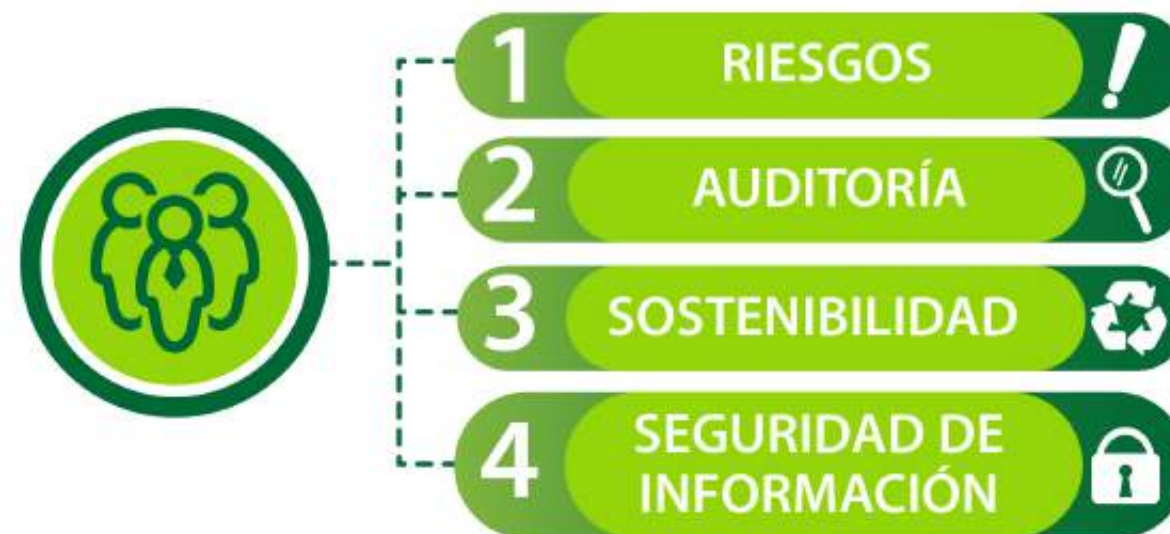 1 RIESGOS
2 AUDITORÍA
3 SOSTENIBILIDAD
4 SEGURIDAD DE
INFORMACIÓN